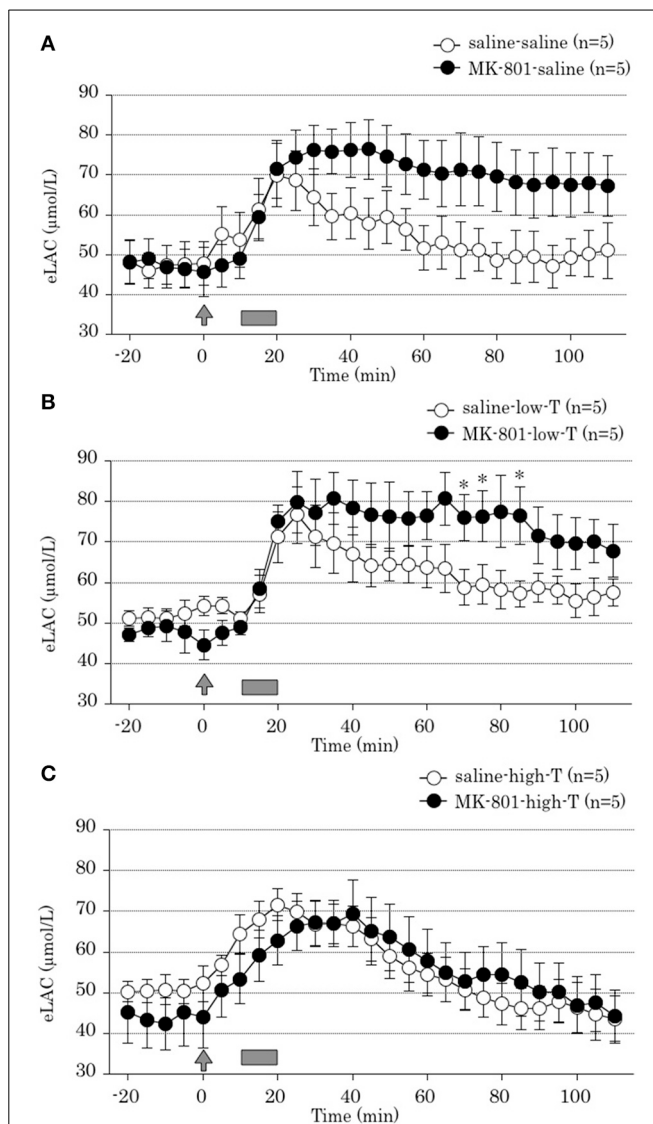 A
saline-saline (n=5)
MK-801-saline (n=5)
90
80
70
60
50
40
30
eLAC (µmol/L)
-20 0 20 40 60 80 100
Time (min)
B
saline-low-T (n=5)
MK-801-low-T (n=5)
90
80
70
60
50
40
30
eLAC (µmol/L)
* * *
-20 0 20 40 60 80 100
Time (min)
C
saline-high-T (n=5)
MK-801-high-T (n=5)
90
80
70
60
50
40
30
eLAC (µmol/L)
-20 0 20 40 60 80 100
Time (min)